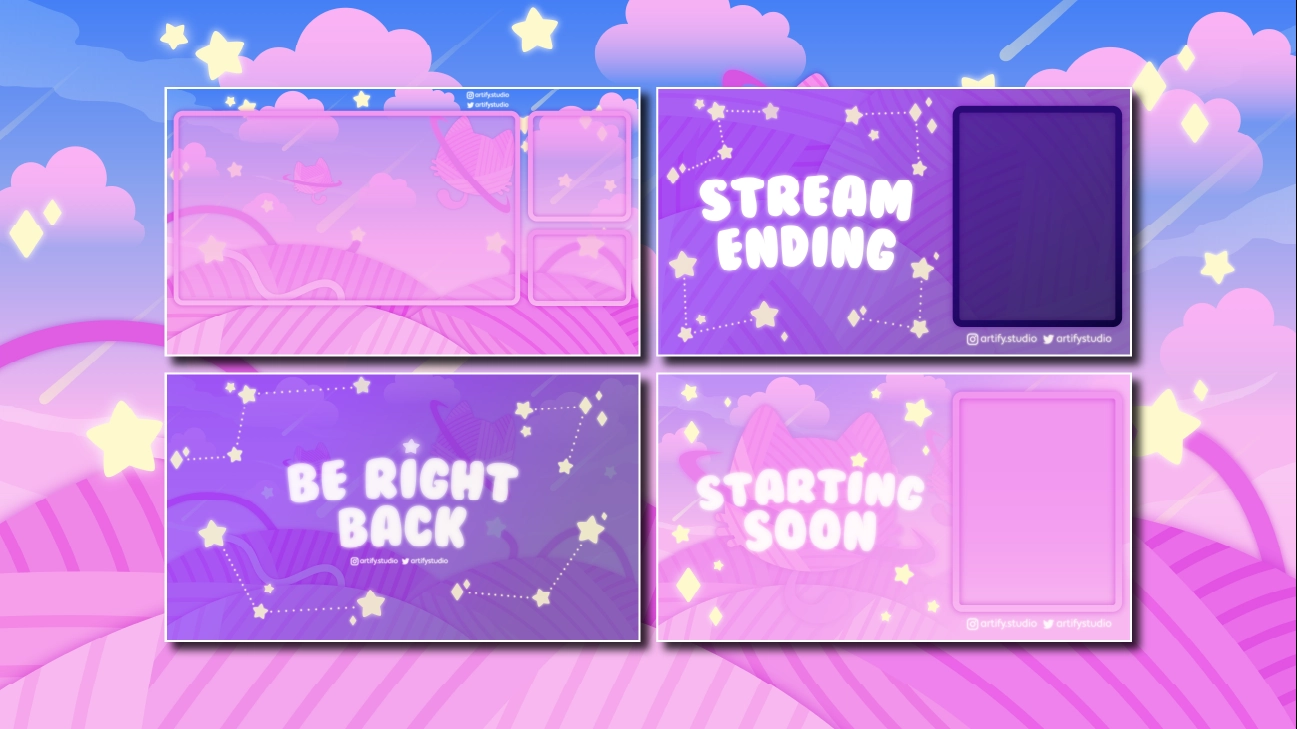 artify.studio
artifystudio
STREAM
ENDING
artify.studio artifystudio
BE RIGHT
BACK
artify.studio artifystudio
STARTING
SOON
artify.studio artifystudio